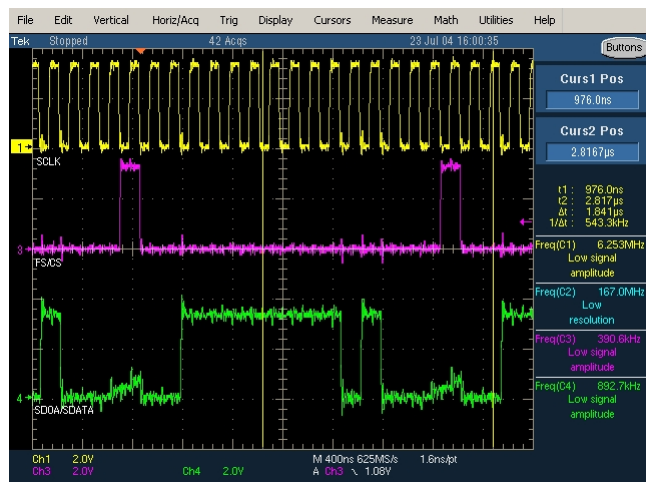 File Edit Vertical Horiz/Acq Trig Display Cursors Measure Math Utilities Help
Tek Stopped 42 Acqs 23 Jul 04 16:00:35
Buttons
Curs1 Pos
976.0ns
Curs2 Pos
2.8167µs
t1: 976.0ns
t2: 2.817µs
Δt: 1.841µs
1/Δt: 543.3kHz
Freq(C1) 6.253MHz
Low signal
amplitude
Freq(C2) 167.0MHz
Low
resolution
Freq(C3) 390.6kHz
Low signal
amplitude
Freq(C4) 892.7kHz
Low signal
amplitude
1
SCLK
3
FS/CS
4
SDOA/SDATA
Ch1 2.0V M 400ns 625MS/s 1.6ns/pt
Ch3 2.0V Ch4 2.0V A Ch3 ∖ 1.08V